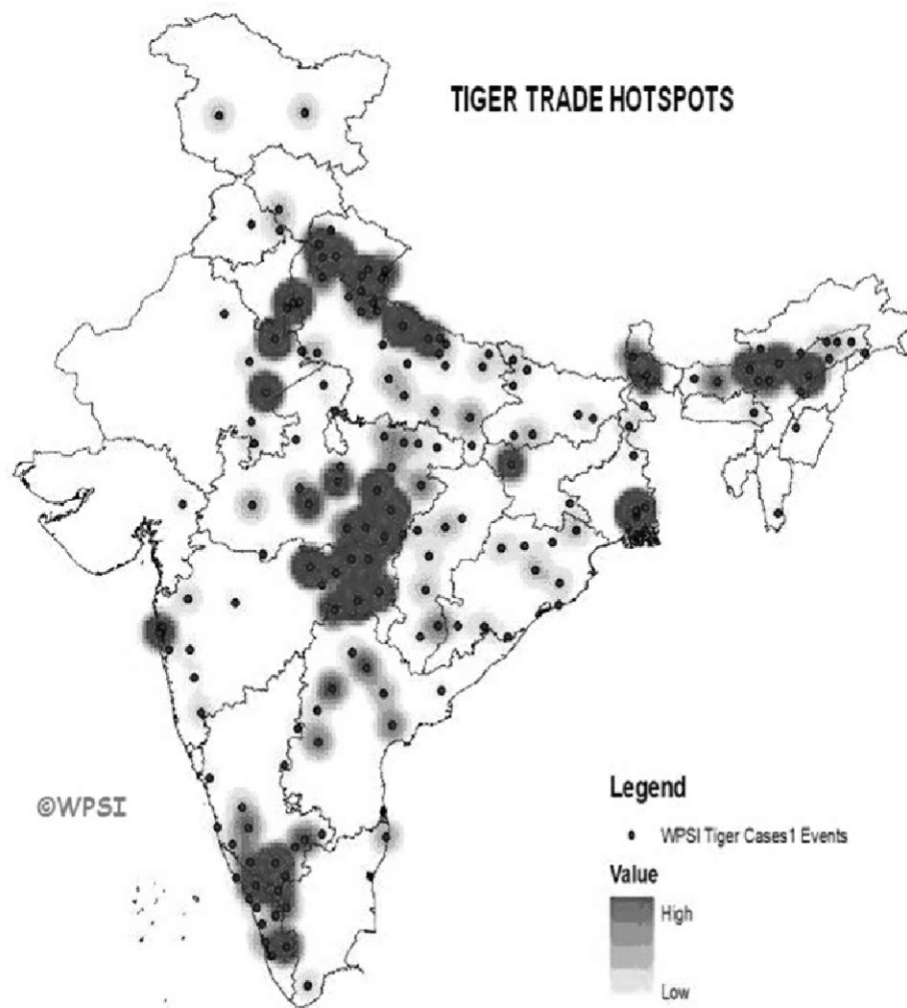 TIGER TRADE HOTSPOTS
©WPSI
Legend
WPSI Tiger Cases1 Events
Value
High
Low